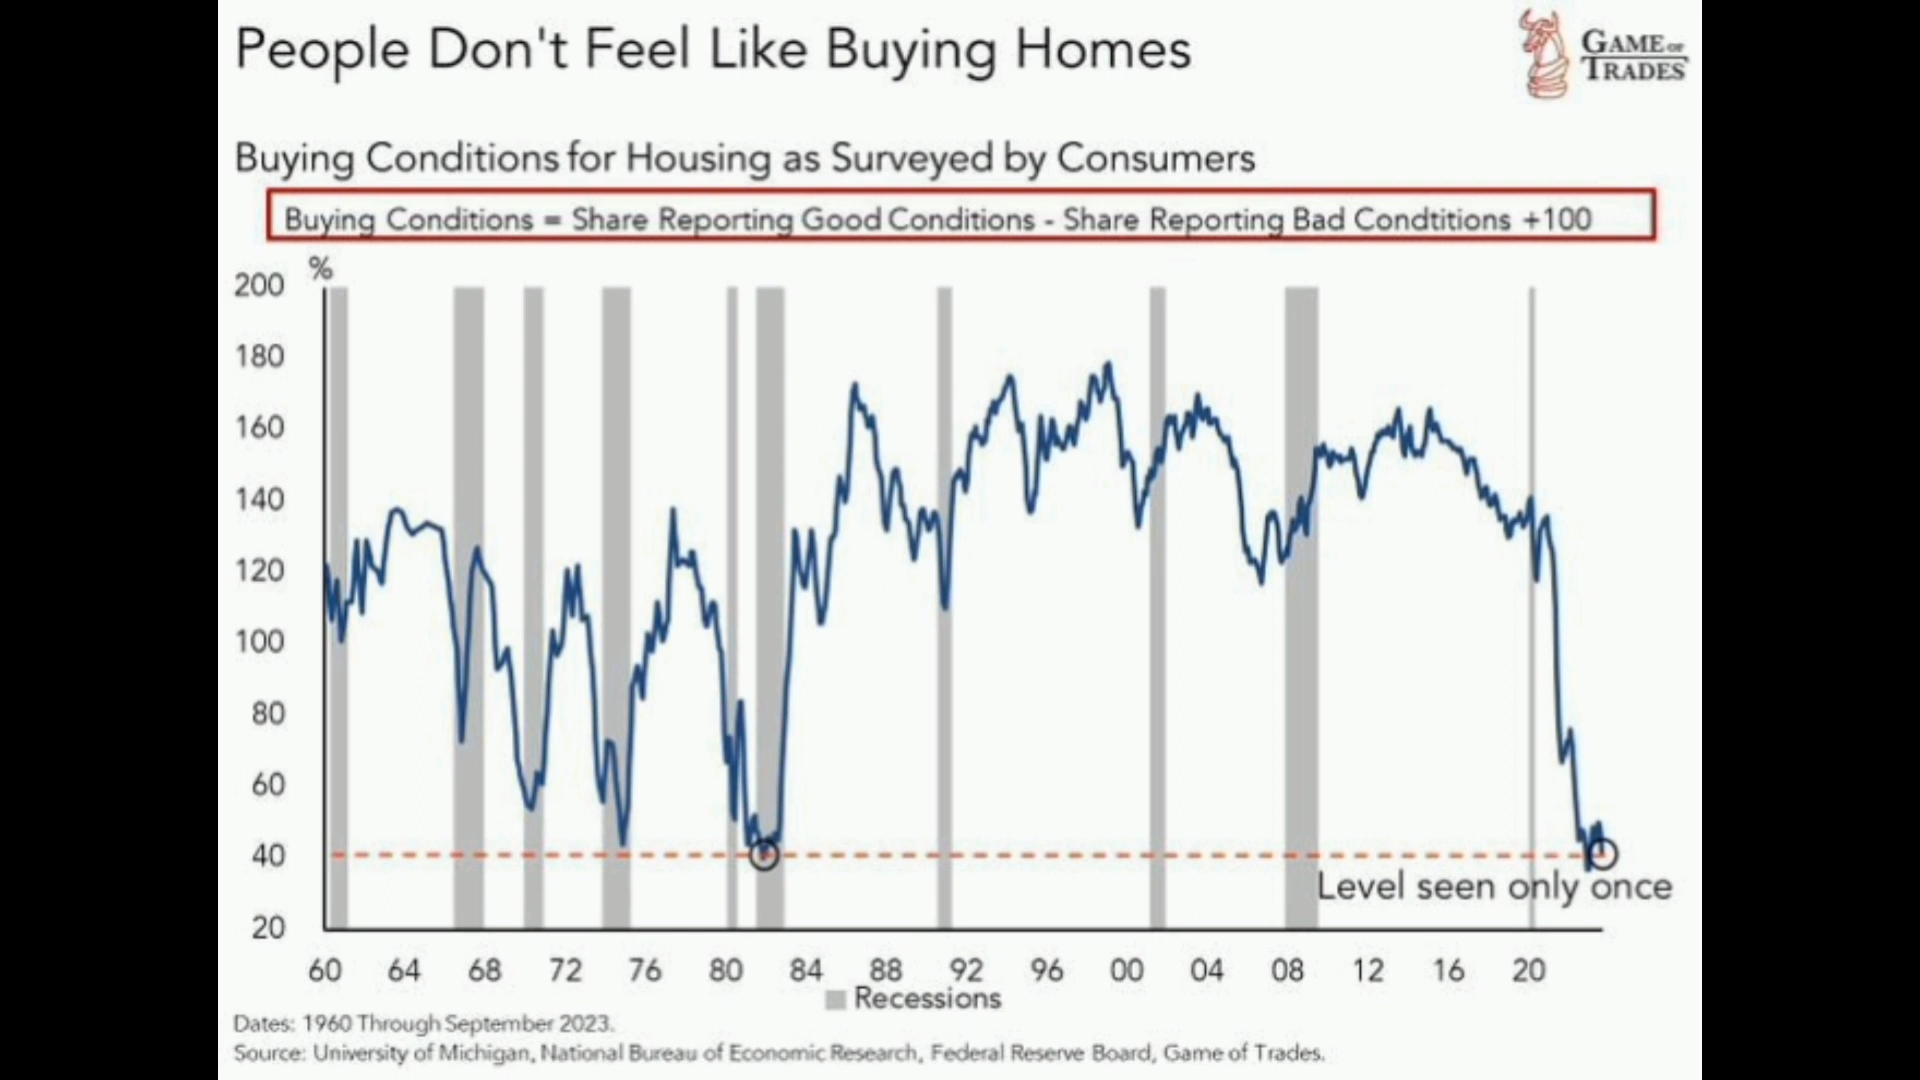 People Don't Feel Like Buying Homes
GAME OF
TRADES
Buying Conditions for Housing as Surveyed by Consumers
Buying Conditions = Share Reporting Good Conditions - Share Reporting Bad Condtitions +100
%
200
180
160
140
120
100
80
60
40
20
Level seen only once
60 64 68 72 76 80 84 88 92 96 00 04 08 12 16 20
Recessions
Dates: 1960 Through September 2023.
Source: University of Michigan, National Bureau of Economic Research, Federal Reserve Board, Game of Trades.